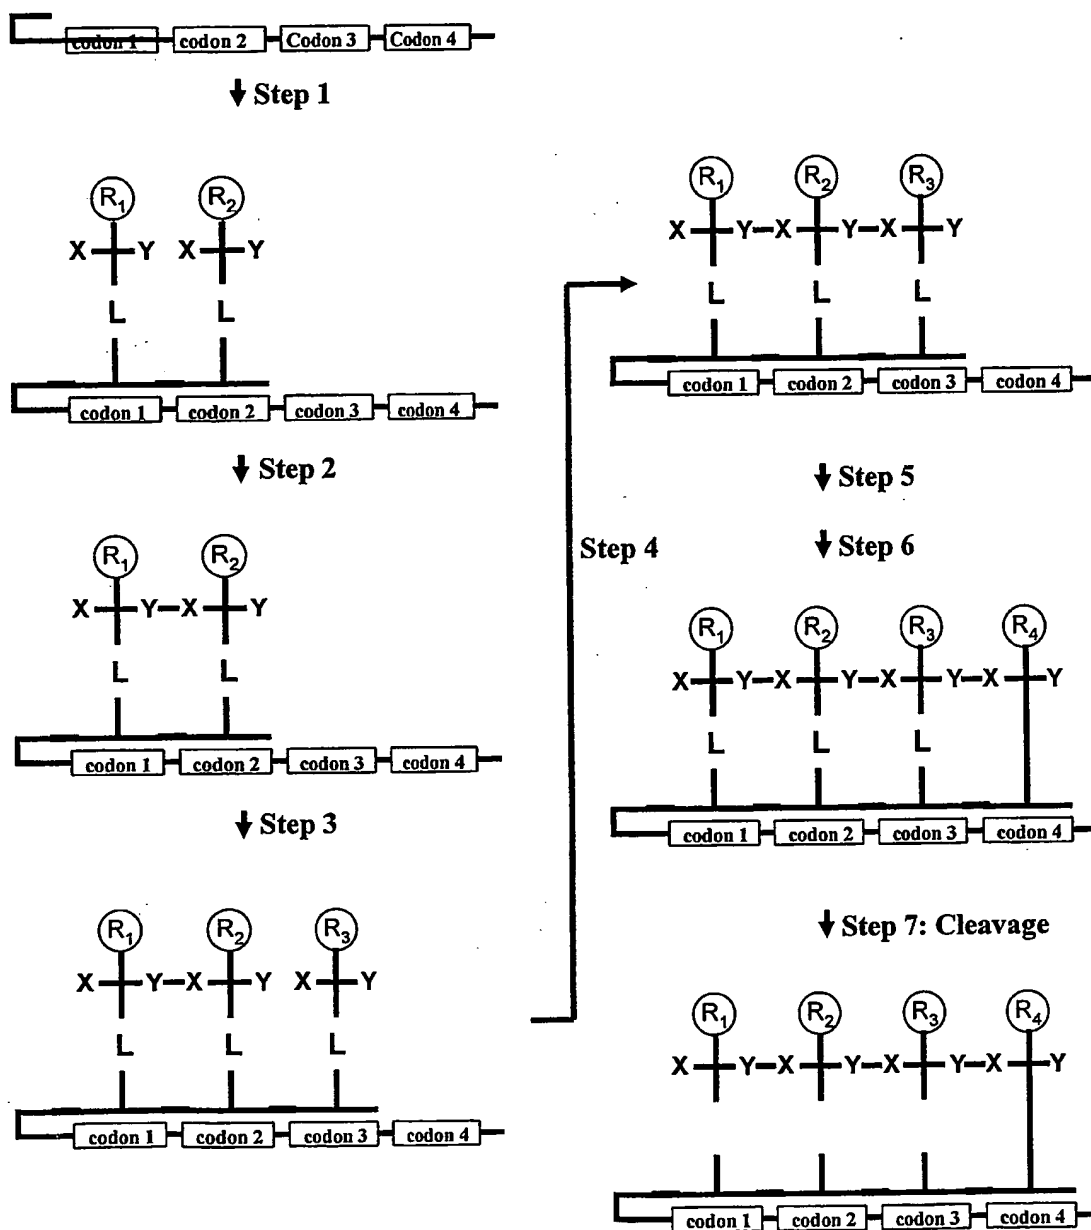 codon 1 codon 2 Codon 3 Codon 4
Step 1
R1 R2
X Y X Y
L L
codon 1 codon 2 codon 3 codon 4
Step 2
R1 R2
X Y-X Y
L L
codon 1 codon 2 codon 3 codon 4
Step 3
R1 R2 R3
X Y-X Y X Y
L L L
codon 1 codon 2 codon 3 codon 4
Step 4
R1 R2 R3
X Y-X Y-X Y
L L L
codon 1 codon 2 codon 3 codon 4
Step 5
Step 6
R1 R2 R3 R4
X Y-X Y-X Y-X Y
L L L
codon 1 codon 2 codon 3 codon 4
Step 7: Cleavage
R1 R2 R3 R4
X Y-X Y-X Y-X Y
codon 1 codon 2 codon 3 codon 4